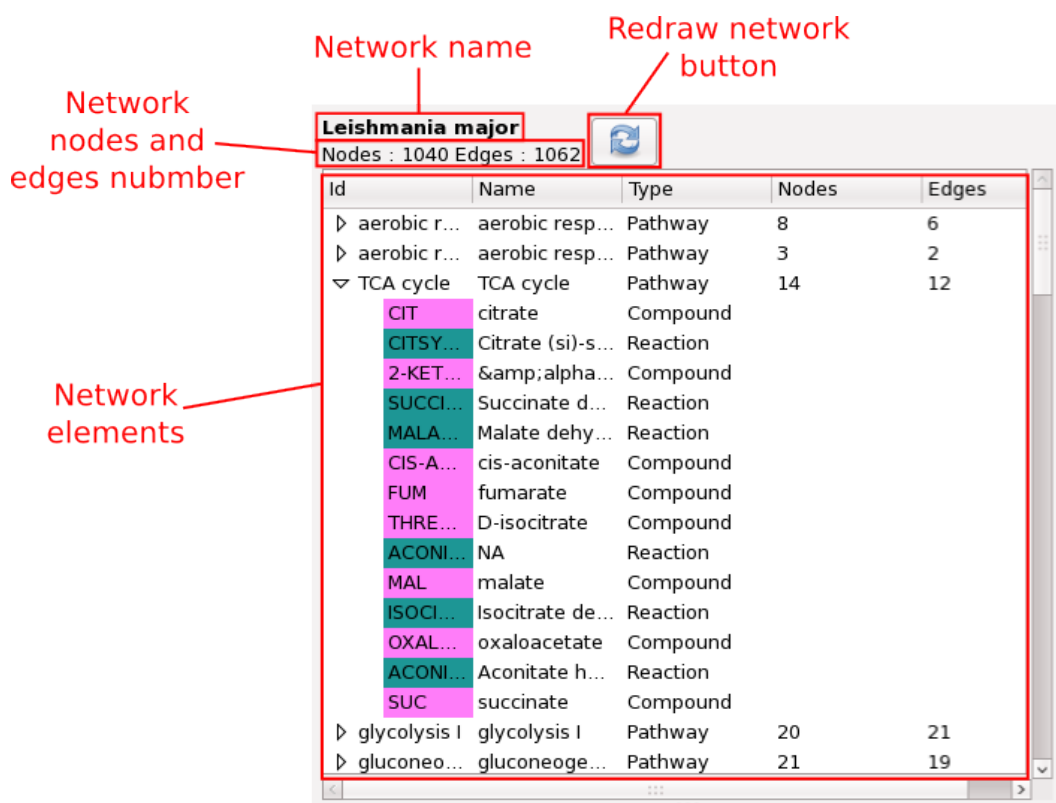 Redraw network
button
Network name
Network
nodes and
edges nubmber
Leishmania major
Nodes : 1040 Edges : 1062
Id Name Type Nodes Edges
aerobic r... aerobic resp... Pathway 8 6
aerobic r... aerobic resp... Pathway 3 2
TCA cycle TCA cycle Pathway 14 12
CIT citrate Compound
CITSY... Citrate (si)-s... Reaction
2-KET... &amp;alpha... Compound
SUCCI... Succinate d... Reaction
MALA... Malate dehy... Reaction
CIS-A... cis-aconitate Compound
FUM fumarate Compound
THRE... D-isocitrate Compound
ACONI... NA Reaction
MAL malate Compound
ISOCI... Isocitrate de... Reaction
OXAL... oxaloacetate Compound
ACONI... Aconitate h... Reaction
SUC succinate Compound
glycolysis I glycolysis I Pathway 20 21
gluconeo... gluconeoge... Pathway 21 19
Network
elements